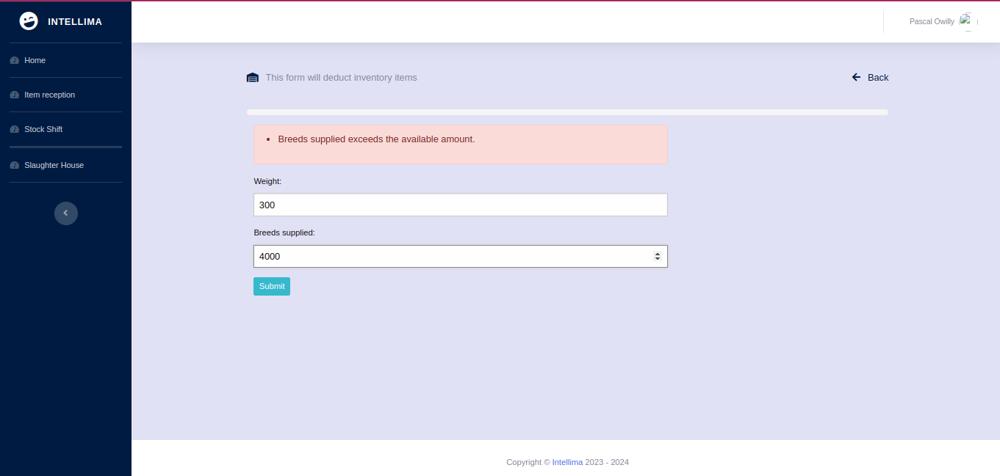 INTELLIMA
Pascal Owilly
Home
Item reception
Stock Shift
Slaughter House
This form will deduct inventory items
Back
Breeds supplied exceeds the available amount.
Weight:
300
Breeds supplied:
4000
Submit
Copyright © Intellima 2023 - 2024